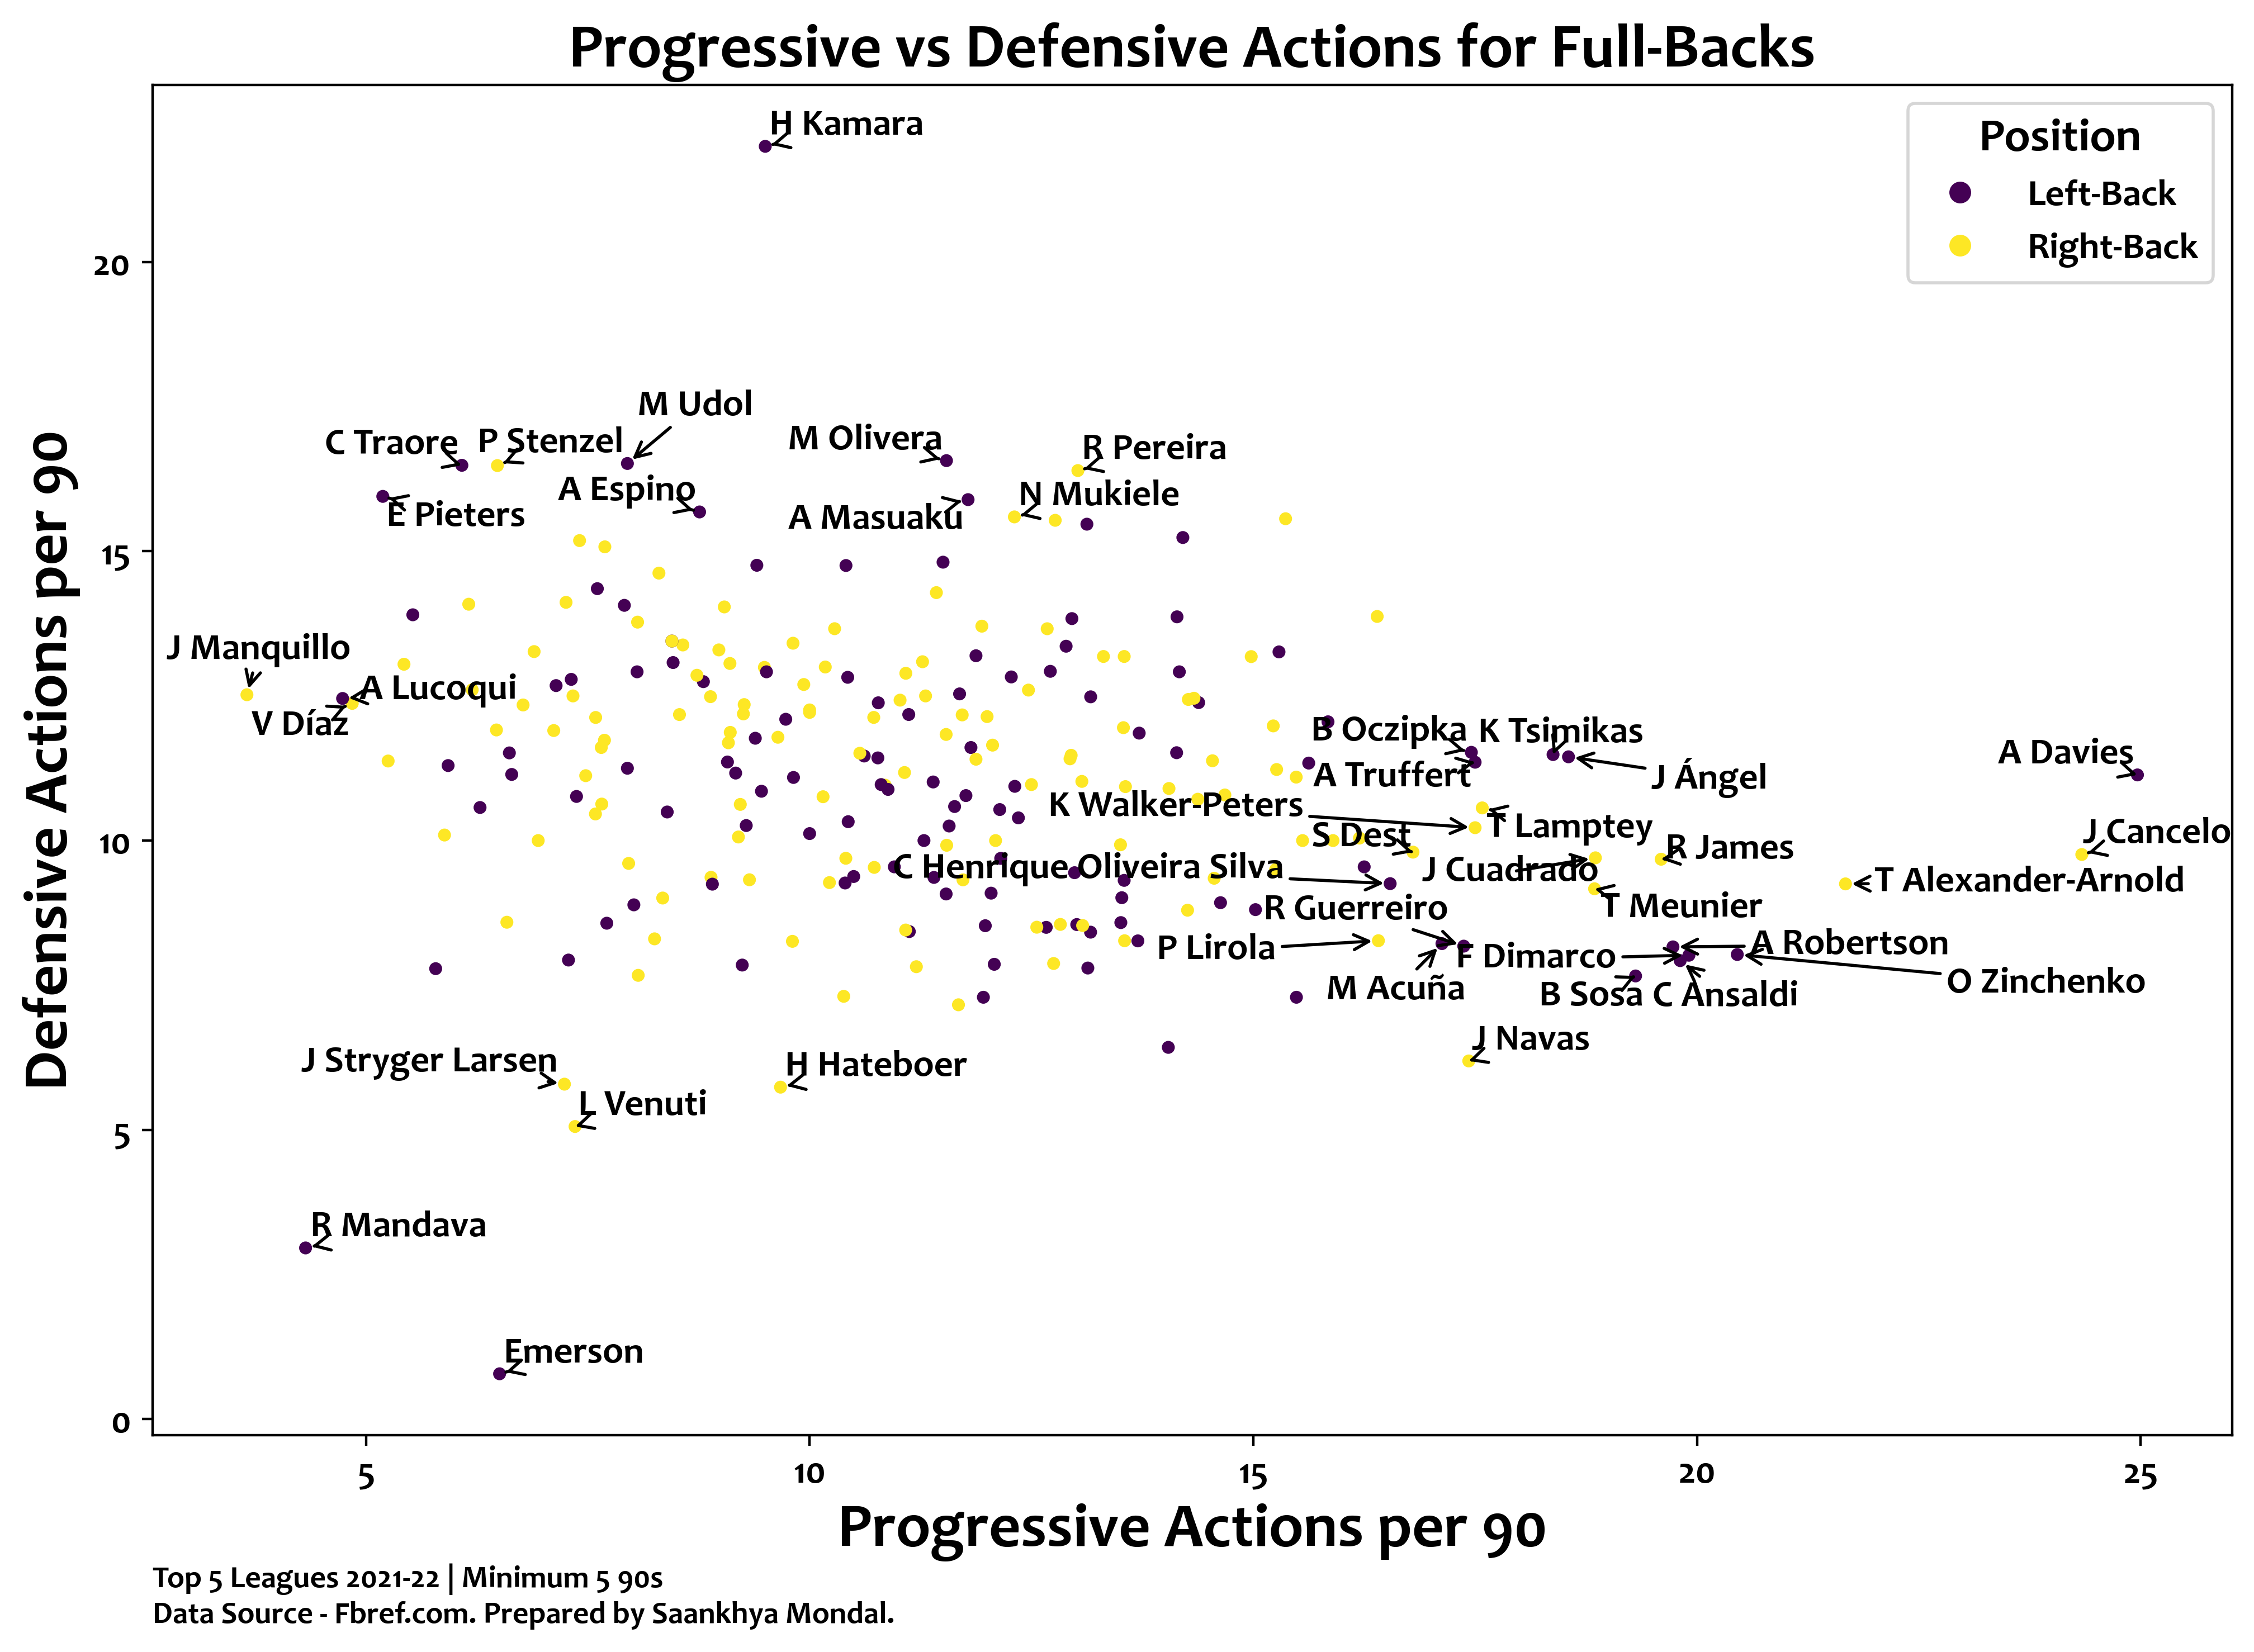 Progressive vs Defensive Actions for Full-Backs
H Kamara
Position
Left-Back
Right-Back
20
M Udol
C Traore
P Stenzel
M Olivera
R Pereira
A Espino
N Mukiele
E Pieters
A Masuaku
15
J Manquillo
A Lucoqui
V Díaz
B Oczipka
K Tsimikas
A Davies
A Truffert
J Ángel
K Walker-Peters
T Lamptey
J Cancelo
S Dest
R James
10
C Henrique Oliveira Silva
J Cuadrado
T Alexander-Arnold
R Guerreiro
T Meunier
P Lirola
F Dimarco
A Robertson
M Acuña
B Sosa
C Ansaldi
O Zinchenko
J Navas
J Stryger Larsen
H Hateboer
L Venuti
5
R Mandava
Emerson
0
Defensive Actions per 90
5
10
15
20
25
Progressive Actions per 90
Top 5 Leagues 2021-22 | Minimum 5 90s
Data Source - Fbref.com. Prepared by Saankhya Mondal.